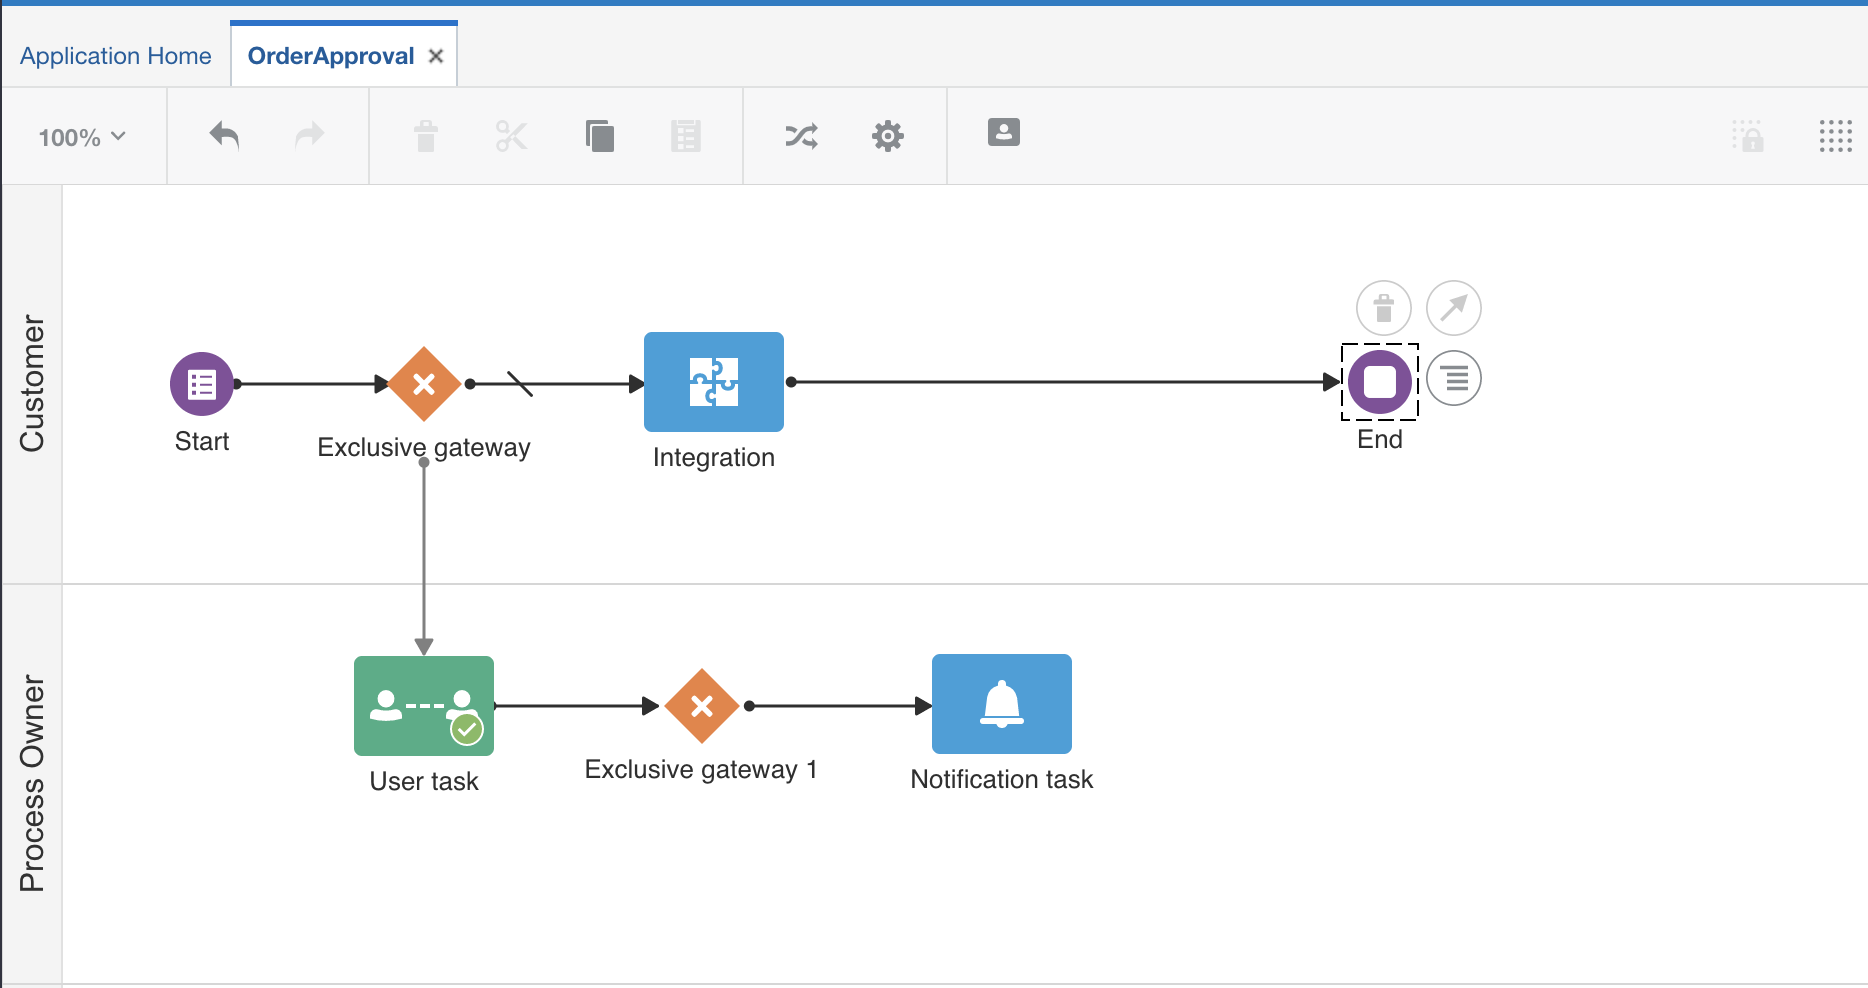 Application Home
OrderApproval
100%
Customer
Start
Exclusive gateway
Integration
End
Process Owner
User task
Exclusive gateway 1
Notification task